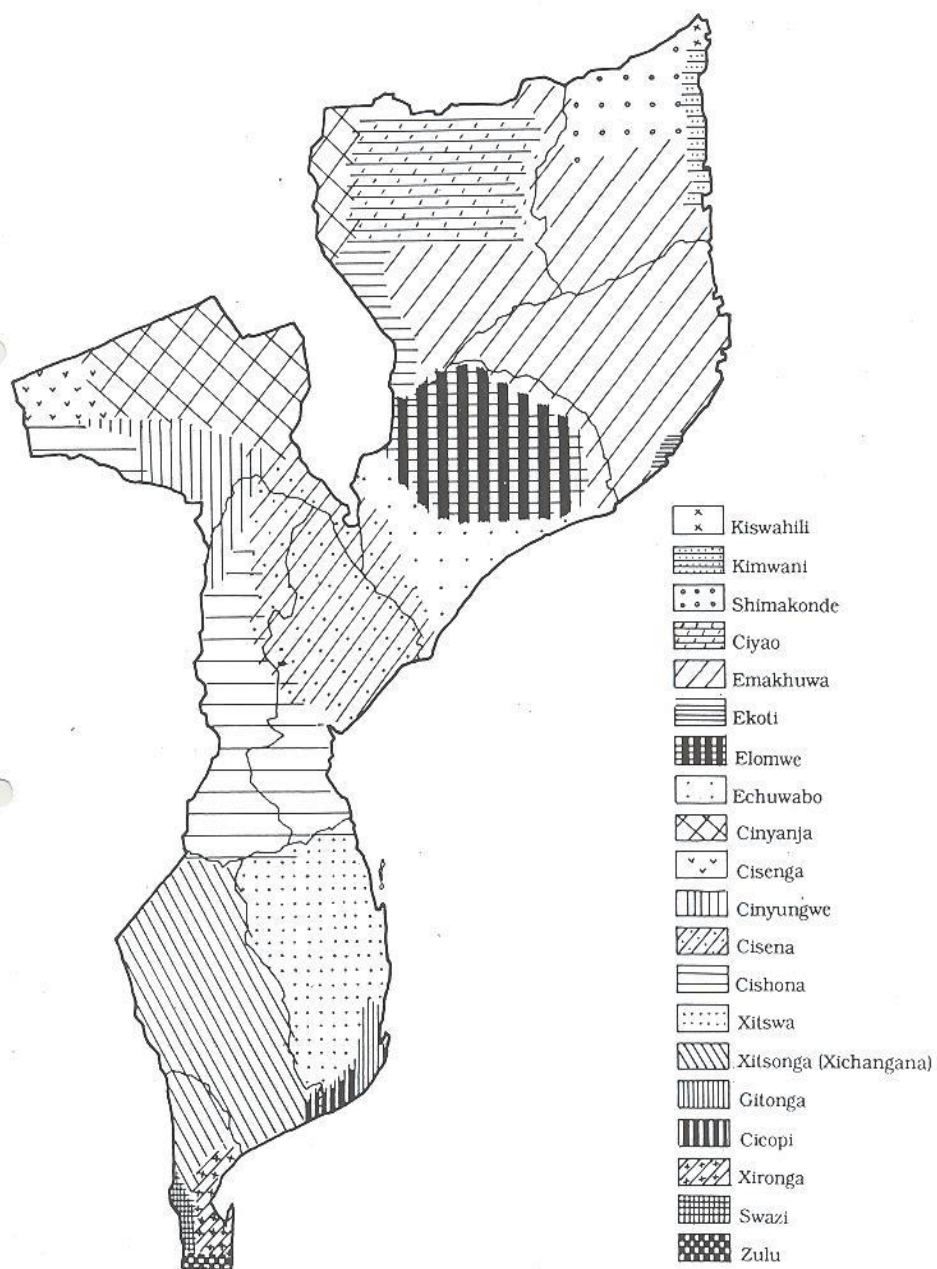 Kiswahili
Kimwani
Shimakonde
Ciyao
Emakhuwa
Ekoti
Elomwe
Echuwabo
Cinyanja
Cisenga
Cinyungwe
Cisena
Cishona
Xitswa
Xitsonga (Xichangana)
Gitonga
Cicopi
Xironga
Swazi
Zulu